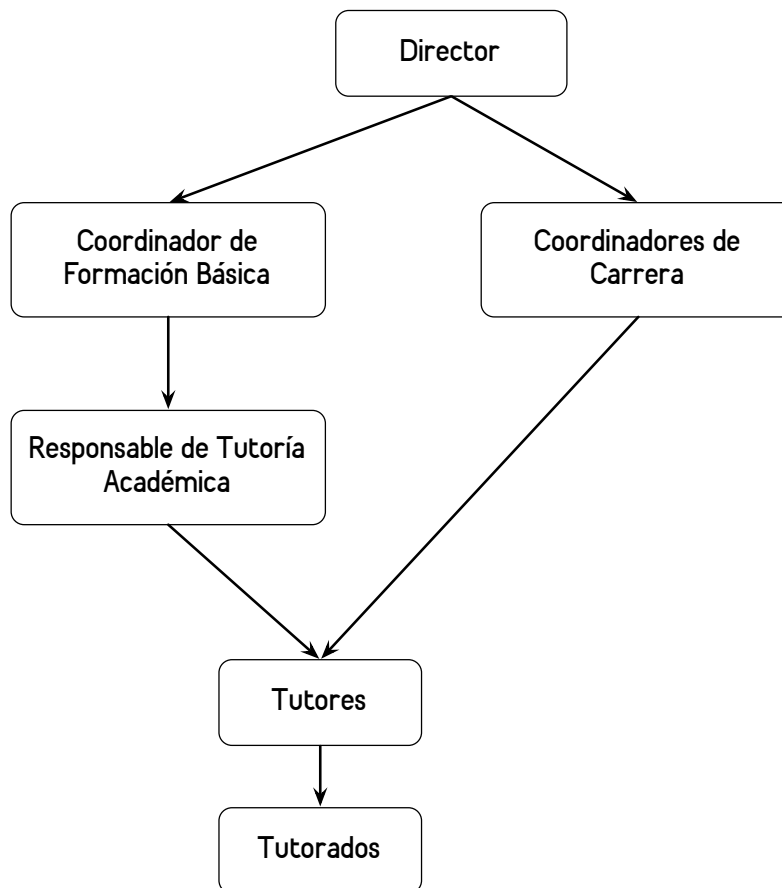 Director
Coordinador de
Formación Básica
Coordinadores de
Carrera
Responsable de Tutoría
Académica
Tutores
Tutorados